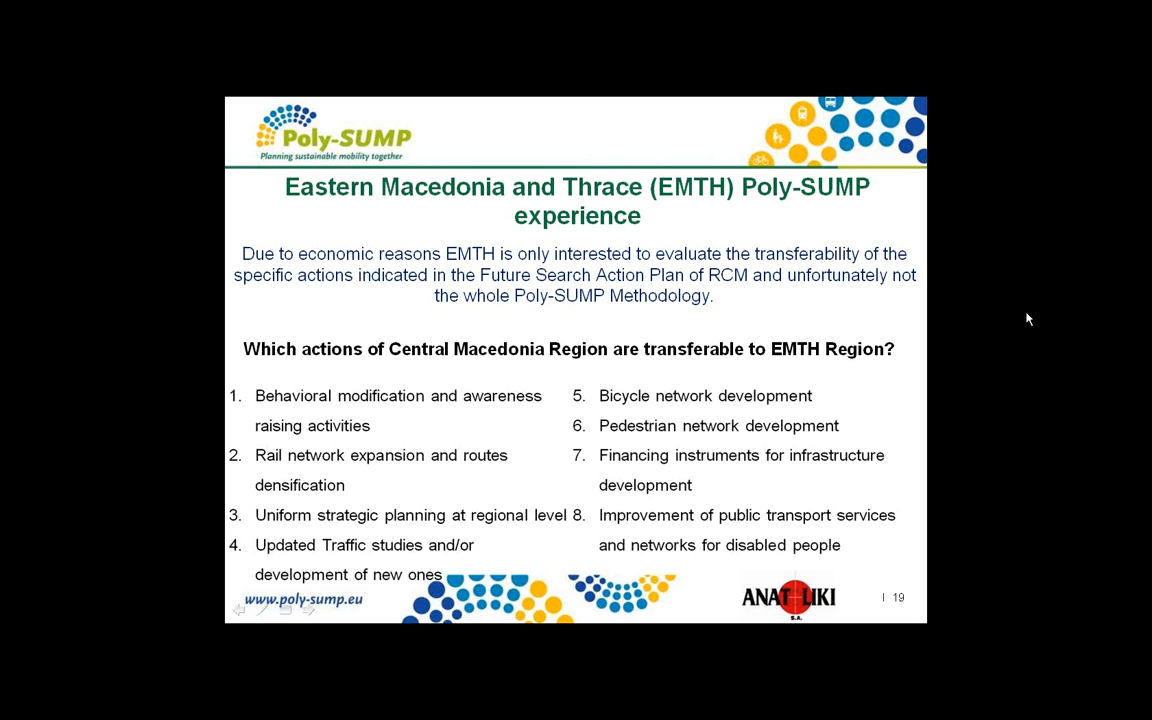 Poly-SUMP
Planning sustainable mobility together
Eastern Macedonia and Thrace (EMTH) Poly-SUMP
experience
Due to economic reasons EMTH is only interested to evaluate the transferability of the
specific actions indicated in the Future Search Action Plan of RCM and unfortunately not
the whole Poly-SUMP Methodology.
Which actions of Central Macedonia Region are transferable to EMTH Region?
1. Behavioral modification and awareness
raising activities
2. Rail network expansion and routes
densification
3. Uniform strategic planning at regional level
4. Updated Traffic studies and/or
development of new ones
5. Bicycle network development
6. Pedestrian network development
7. Financing instruments for infrastructure
development
8. Improvement of public transport services
and networks for disabled people
www.poly-sump.eu
ANATOLIKI
S.A.
I 19